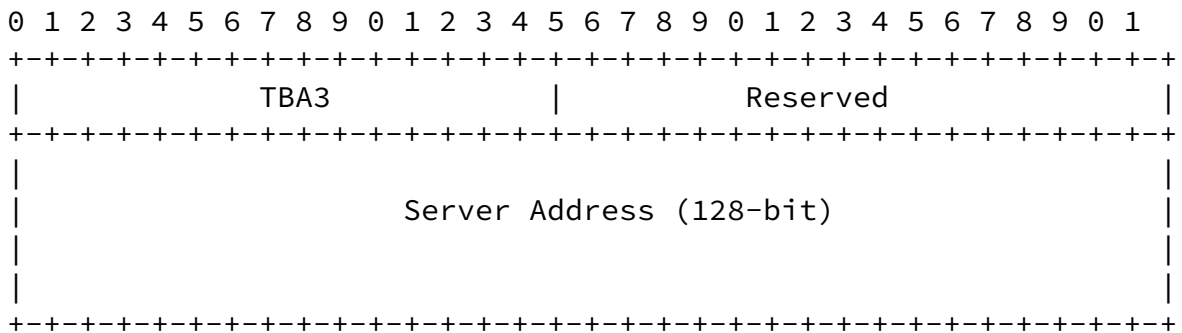 0 1 2 3 4 5 6 7 8 9 0 1 2 3 4 5 6 7 8 9 0 1 2 3 4 5 6 7 8 9 0 1
+-+-+-+-+-+-+-+-+-+-+-+-+-+-+-+-+-+-+-+-+-+-+-+-+-+-+-+-+-+-+-+-+
|             TBA3            |          Reserved               |
+-+-+-+-+-+-+-+-+-+-+-+-+-+-+-+-+-+-+-+-+-+-+-+-+-+-+-+-+-+-+-+-+
|                                                               |
|                     Server Address (128-bit)                  |
|                                                               |
|                                                               |
+-+-+-+-+-+-+-+-+-+-+-+-+-+-+-+-+-+-+-+-+-+-+-+-+-+-+-+-+-+-+-+-+